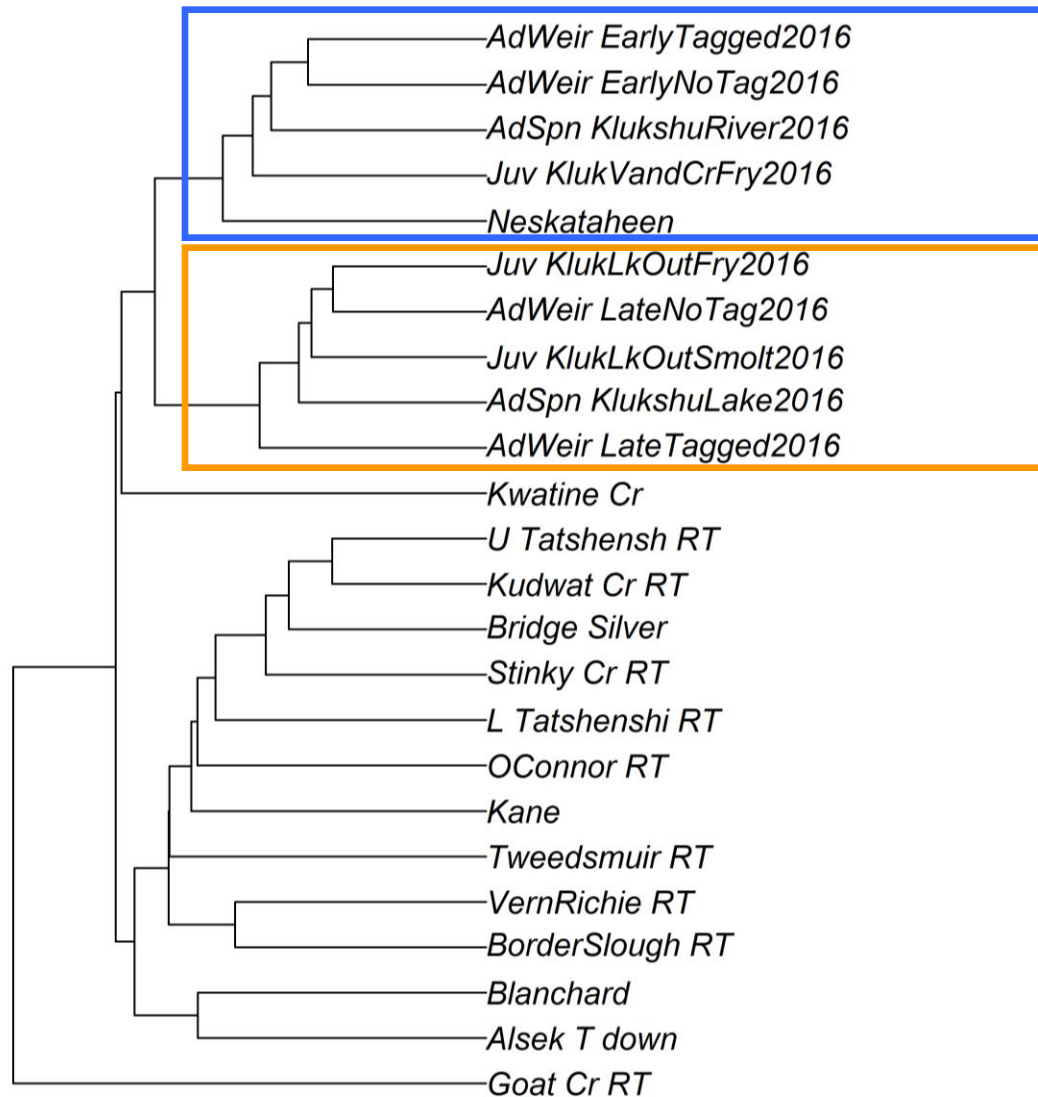 AdWeir EarlyTagged2016
AdWeir EarlyNoTag2016
AdSpn KlukshuRiver2016
Juv KlukVandCrFry2016
Neskataheen
Juv KlukLkOutFry2016
AdWeir LateNoTag2016
Juv KlukLkOutSmolt2016
AdSpn KlukshuLake2016
AdWeir LateTagged2016
Kwatine Cr
U Tatshensh RT
Kudwat Cr RT
Bridge Silver
Stinky Cr RT
L Tatshenshi RT
OConnor RT
Kane
Tweedsmuir RT
VernRichie RT
BorderSlough RT
Blanchard
Alsek T down
Goat Cr RT